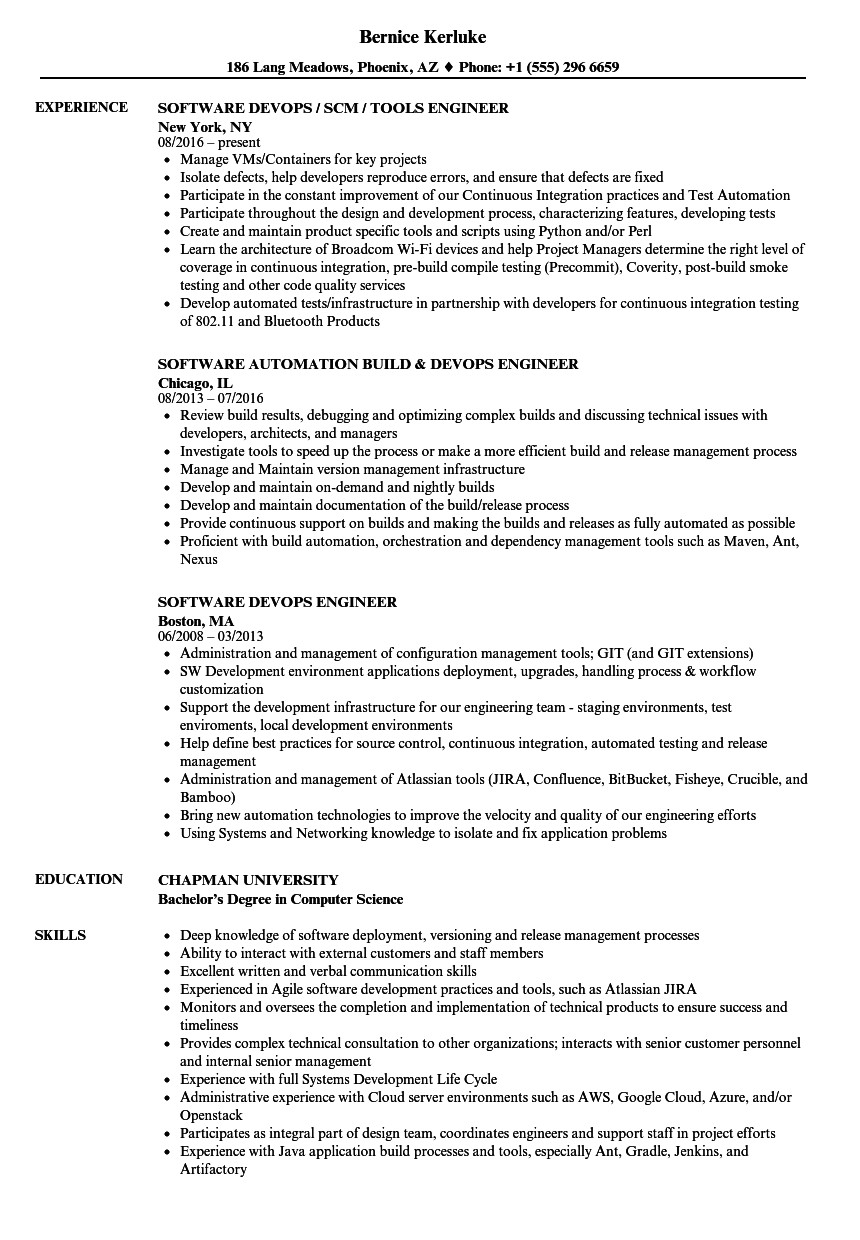 Bernice Kerluke
186 Lang Meadows, Phoenix, AZ ♦ Phone: +1 (555) 296 6659
EXPERIENCE
SOFTWARE DEVOPS / SCM / TOOLS ENGINEER
New York, NY
08/2016 – present
• Manage VMs/Containers for key projects
• Isolate defects, help developers reproduce errors, and ensure that defects are fixed
• Participate in the constant improvement of our Continuous Integration practices and Test Automation
• Participate throughout the design and development process, characterizing features, developing tests
• Create and maintain product specific tools and scripts using Python and/or Perl
• Learn the architecture of Broadcom Wi-Fi devices and help Project Managers determine the right level of
coverage in continuous integration, pre-build compile testing (Precommit), Coverity, post-build smoke
testing and other code quality services
• Develop automated tests/infrastructure in partnership with developers for continuous integration testing
of 802.11 and Bluetooth Products
SOFTWARE AUTOMATION BUILD & DEVOPS ENGINEER
Chicago, IL
08/2013 – 07/2016
• Review build results, debugging and optimizing complex builds and discussing technical issues with
developers, architects, and managers
• Investigate tools to speed up the process or make a more efficient build and release management process
• Manage and Maintain version management infrastructure
• Develop and maintain on-demand and nightly builds
• Develop and maintain documentation of the build/release process
• Provide continuous support on builds and making the builds and releases as fully automated as possible
• Proficient with build automation, orchestration and dependency management tools such as Maven, Ant,
Nexus
SOFTWARE DEVOPS ENGINEER
Boston, MA
06/2008 – 03/2013
• Administration and management of configuration management tools; GIT (and GIT extensions)
• SW Development environment applications deployment, upgrades, handling process & workflow
customization
• Support the development infrastructure for our engineering team - staging environments, test
enviroments, local development environments
• Help define best practices for source control, continuous integration, automated testing and release
management
• Administration and management of Atlassian tools (JIRA, Confluence, BitBucket, Fisheye, Crucible, and
Bamboo)
• Bring new automation technologies to improve the velocity and quality of our engineering efforts
• Using Systems and Networking knowledge to isolate and fix application problems
EDUCATION
CHAPMAN UNIVERSITY
Bachelor’s Degree in Computer Science
SKILLS
• Deep knowledge of software deployment, versioning and release management processes
• Ability to interact with external customers and staff members
• Excellent written and verbal communication skills
• Experienced in Agile software development practices and tools, such as Atlassian JIRA
• Monitors and oversees the completion and implementation of technical products to ensure success and
timeliness
• Provides complex technical consultation to other organizations; interacts with senior customer personnel
and internal senior management
• Experience with full Systems Development Life Cycle
• Administrative experience with Cloud server environments such as AWS, Google Cloud, Azure, and/or
Openstack
• Participates as integral part of design team, coordinates engineers and support staff in project efforts
• Experience with Java application build processes and tools, especially Ant, Gradle, Jenkins, and
Artifactory